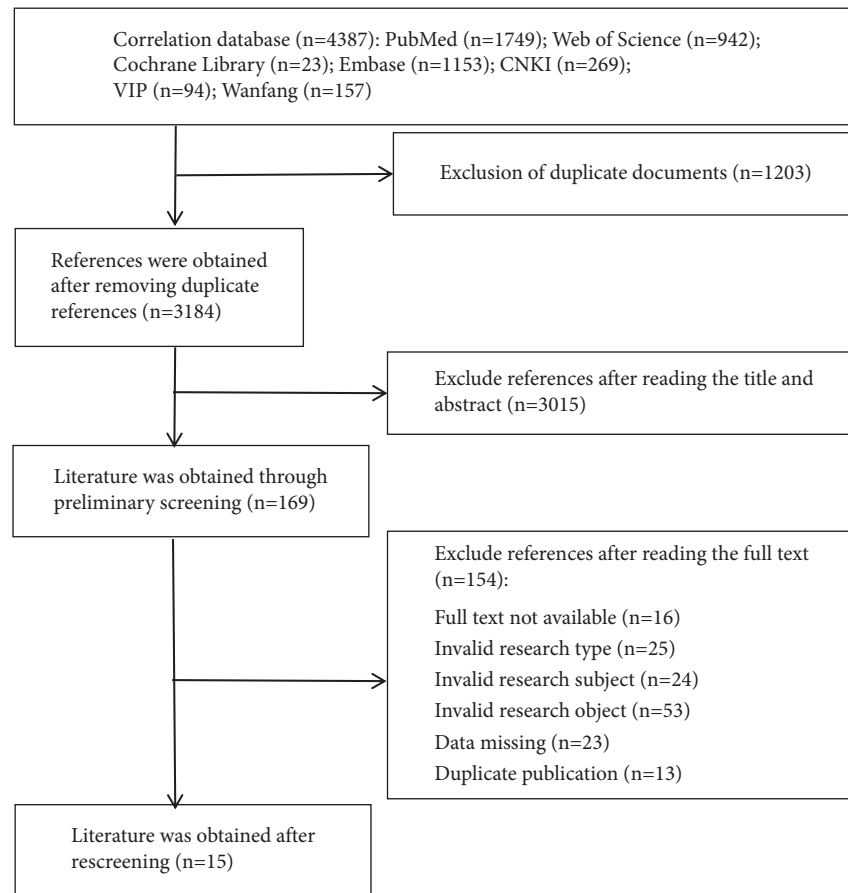 Correlation database (n=4387): PubMed (n=1749); Web of Science (n=942);
Cochrane Library (n=23); Embase (n=1153); CNKI (n=269);
VIP (n=94); Wanfang (n=157)
Exclusion of duplicate documents (n=1203)
References were obtained
after removing duplicate
references (n=3184)
Exclude references after reading the title and
abstract (n=3015)
Literature was obtained through
preliminary screening (n=169)
Exclude references after reading the full text
(n=154):
Full text not available (n=16)
Invalid research type (n=25)
Invalid research subject (n=24)
Invalid research object (n=53)
Data missing (n=23)
Duplicate publication (n=13)
Literature was obtained after
rescreening (n=15)